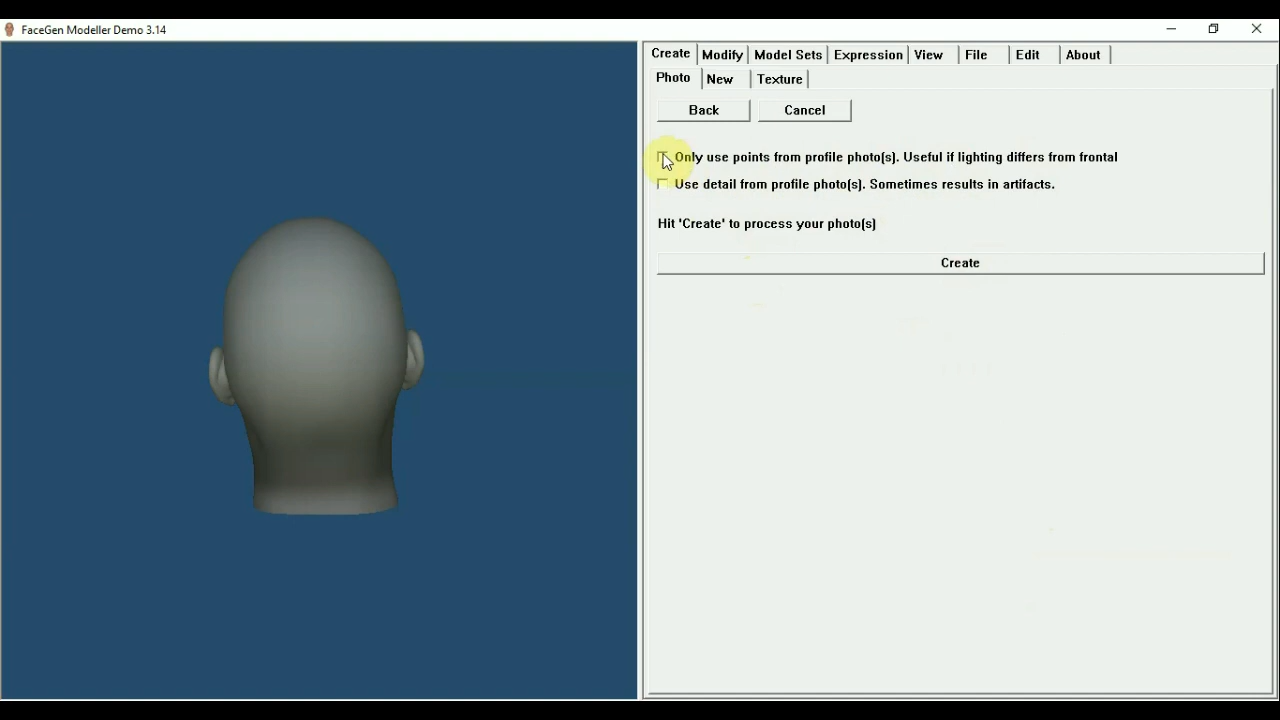 FaceGen Modeller Demo 3.14
Create Modify Model Sets Expression View File Edit About
Photo New Texture
Back Cancel
Only use points from profile photo(s). Useful if lighting differs from frontal
Use detail from profile photo(s). Sometimes results in artifacts.
Hit 'Create' to process your photo(s)
Create